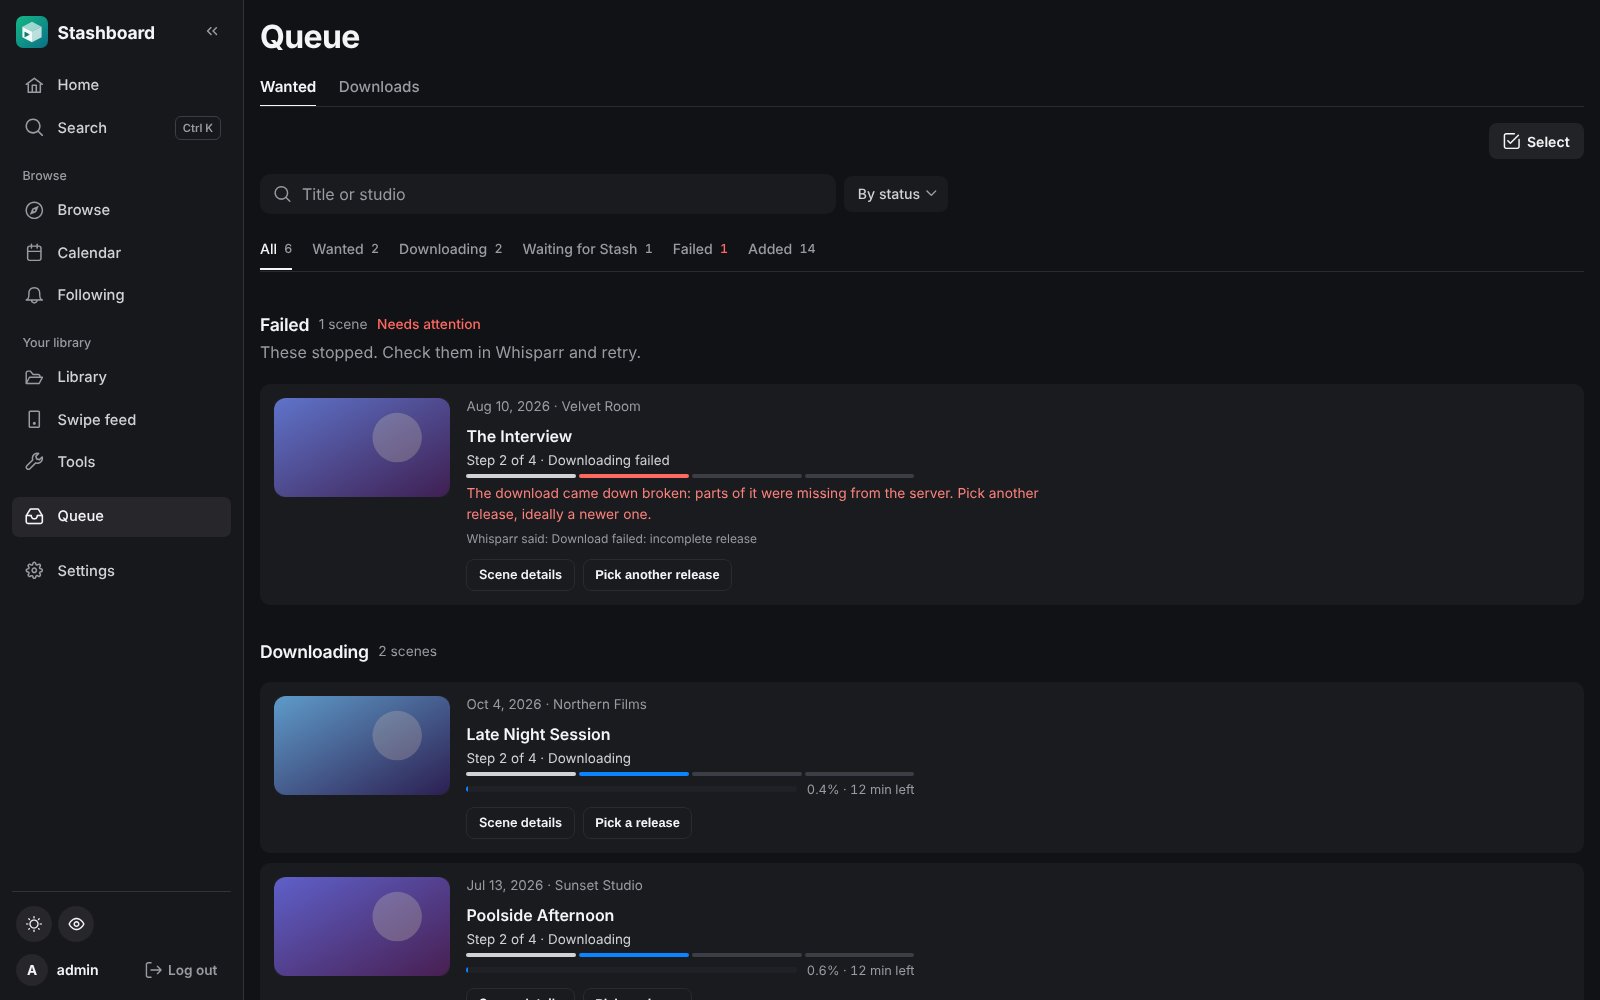 Stashboard
Home
Search
Ctrl K
Browse
Browse
Calendar
Following
Your library
Library
Swipe feed
Tools
Queue
Settings
A
admin
Log out
Queue
Wanted
Downloads
Select
Title or studio
By status
All 6
Wanted 2
Downloading 2
Waiting for Stash 1
Failed 1
Added 14
Failed 1 scene Needs attention
These stopped. Check them in Whisparr and retry.
Aug 10, 2026 · Velvet Room
The Interview
Step 2 of 4 · Downloading failed
The download came down broken: parts of it were missing from the server. Pick another
release, ideally a newer one.
Whisparr said: Download failed: incomplete release
Scene details
Pick another release
Downloading 2 scenes
Oct 4, 2026 · Northern Films
Late Night Session
Step 2 of 4 · Downloading
0.4% · 12 min left
Scene details
Pick a release
Jul 13, 2026 · Sunset Studio
Poolside Afternoon
Step 2 of 4 · Downloading
0.6% · 12 min left